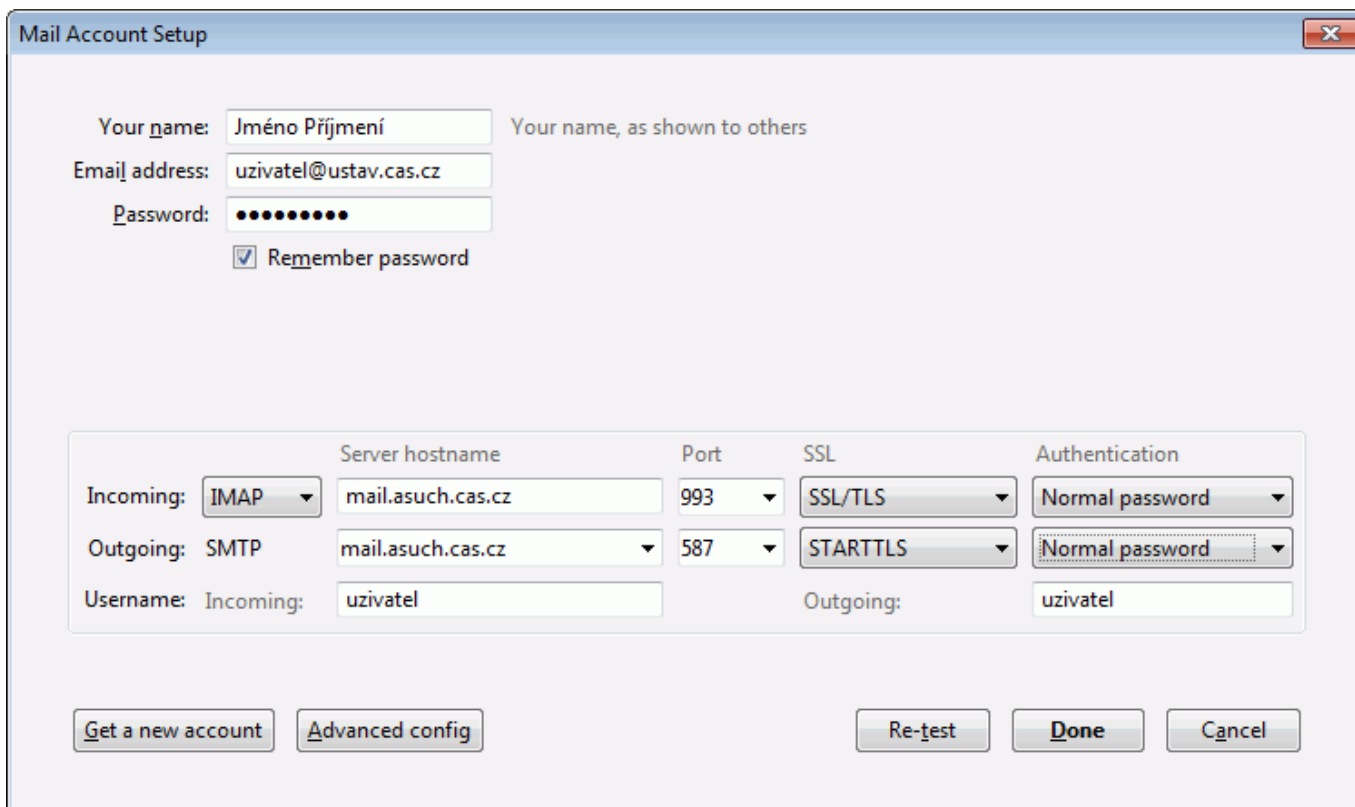 Mail Account Setup
Your name: Jméno Příjmení Your name, as shown to others
Email address: uzivatel@ustav.cas.cz
Password: •••••••••
Remember password
Server hostname Port SSL Authentication
Incoming: IMAP mail.asuch.cas.cz 993 SSL/TLS Normal password
Outgoing: SMTP mail.asuch.cas.cz 587 STARTTLS Normal password
Username: Incoming: uzivatel Outgoing: uzivatel
Get a new account Advanced config Re-test Done Cancel